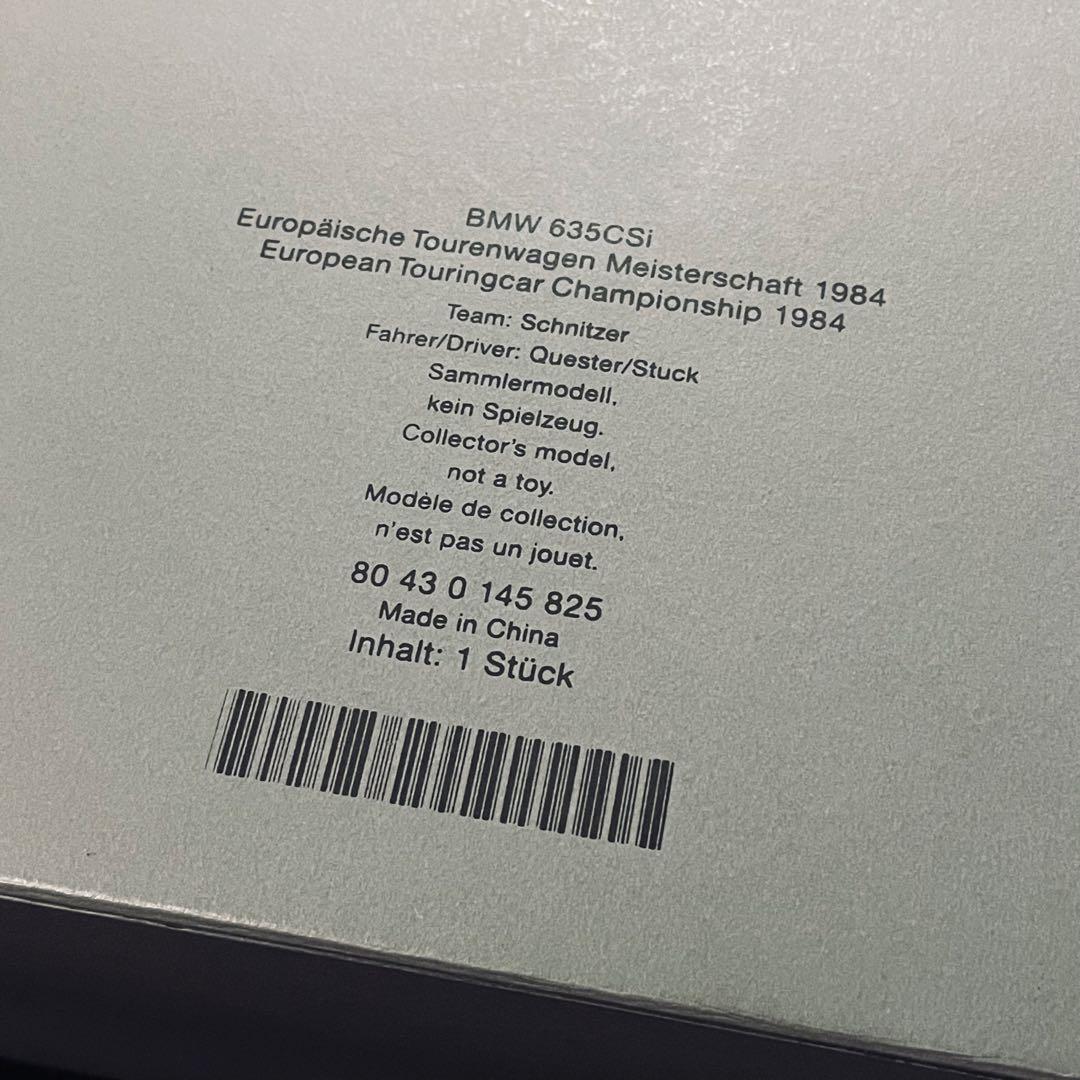 BMW 635CSi
Europäische Tourenwagen Meisterschaft 1984
European Touringcar Championship 1984
Team: Schnitzer
Fahrer/Driver: Quester/Stuck
Sammlermodell,
kein Spielzeug.
Collector's model,
not a toy.
Modèle de collection,
n'est pas un jouet.
80 43 0 145 825
Made in China
Inhalt: 1 Stück